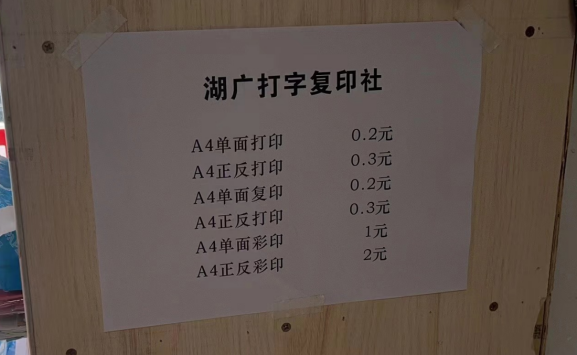 湖广打字复印社
A4单面打印 0.2元
A4正反打印 0.3元
A4单面复印 0.2元
A4正反打印 0.3元
A4单面彩印 1元
A4正反彩印 2元